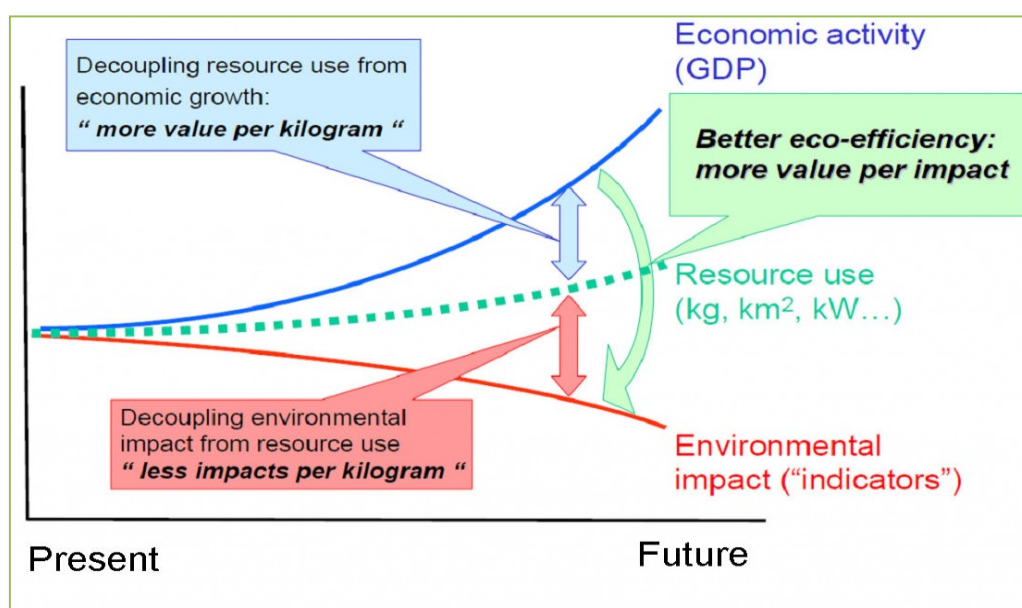 Economic activity
(GDP)
Decoupling resource use from
economic growth:
“ more value per kilogram “
Better eco-efficiency:
more value per impact
Resource use
(kg, km², kW…)
Decoupling environmental
impact from resource use
“ less impacts per kilogram “
Environmental
impact (“indicators”)
Present
Future